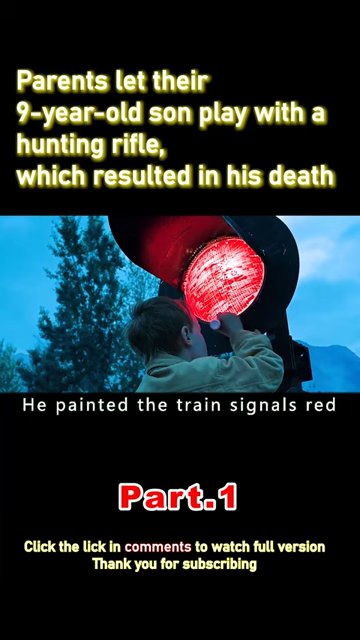 Parents let their
9-year-old son play with a
hunting rifle,
which resulted in his death
He painted the train signals red
Part.1
Click the lick in comments to watch full version
Thank you for subscribing